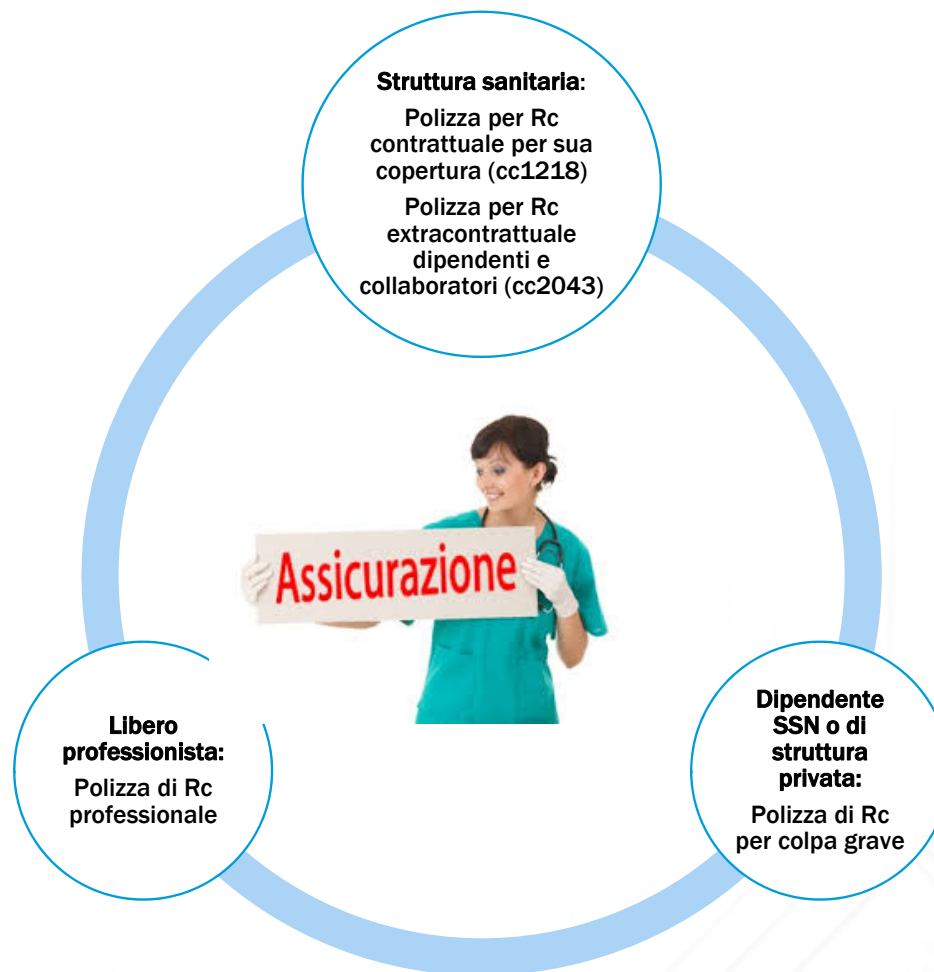 Struttura sanitaria:
Polizza per Rc
contrattuale per sua
copertura (cc1218)
Polizza per Rc
extracontrattuale
dipendenti e
collaboratori (cc2043)
Assicurazione
Libero
professionista:
Polizza di Rc
professionale
Dipendente
SSN o di
struttura
privata:
Polizza di Rc
per colpa grave